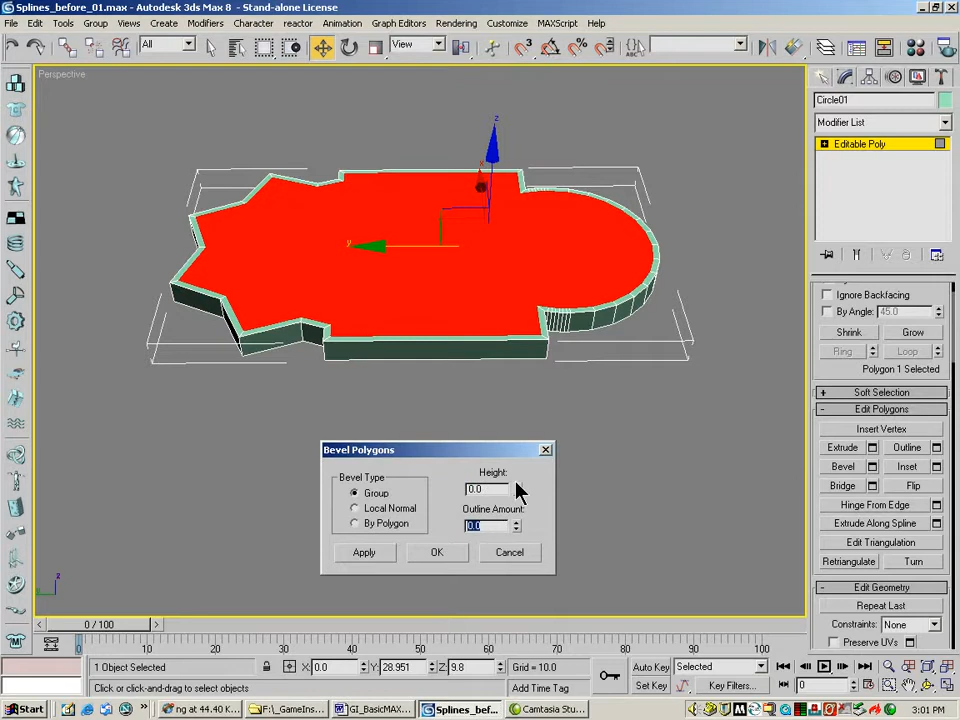 Splines_before_01.max - Autodesk 3ds Max 8 - Stand-alone License
File Edit Tools Group Views Create Modifiers Character reactor Animation Graph Editors Rendering Customize MAXScript Help
All
View
Perspective
Circle01
Modifier List
Editable Poly
Ignore Backfacing
By Angle: 45.0
Shrink Grow
Ring Loop
Polygon 1 Selected
Soft Selection
Edit Polygons
Insert Vertex
Extrude Outline
Bevel Inset
Bridge Flip
Hinge From Edge
Extrude Along Spline
Edit Triangulation
Retriangulate Turn
Edit Geometry
Repeat Last
Constraints: None
Preserve UVs
z
x
y
z
Bevel Polygons
Bevel Type
Group
Local Normal
By Polygon
Height:
0.0
Outline Amount:
0.0
Apply OK Cancel
0 / 100
0 10 20 30 40 50 60 70 80 90 100
1 Object Selected X: 0.0 Y: 28.951 Z: 9.8 Grid = 10.0 Auto Key Selected
Click or click-and-drag to select objects Add Time Tag Set Key Key Filters... 0
Start ng at 44.40 K... F:\_GameIns... GI_BasicMAX... Splines_bef... Camtasia Stu... 3:01 PM